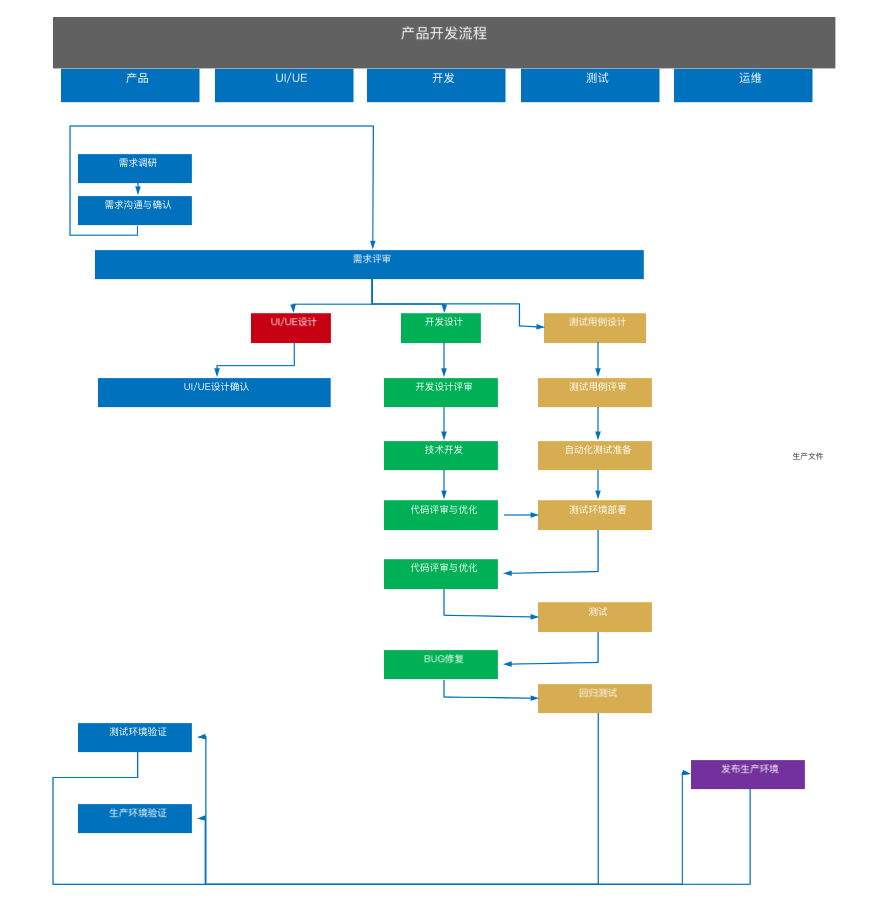 产品开发流程
产品
UI/UE
开发
测试
运维
需求调研
需求沟通与确认
需求评审
UI/UE设计
开发设计
测试用例设计
UI/UE设计确认
开发设计评审
测试用例评审
技术开发
自动化测试准备
生产文件
代码评审与优化
测试环境部署
代码评审与优化
测试
BUG修复
回归测试
测试环境验证
发布生产环境
生产环境验证